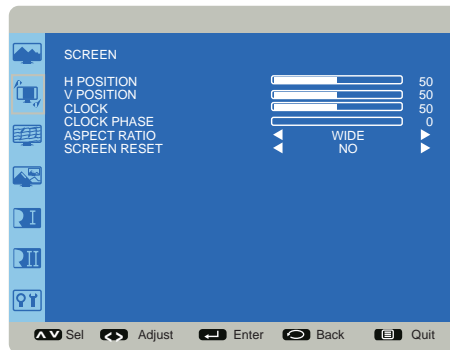 SCREEN
H POSITION 50
V POSITION 50
CLOCK 50
CLOCK PHASE 0
ASPECT RATIO WIDE
SCREEN RESET NO
I
II
Sel Adjust Enter Back Quit